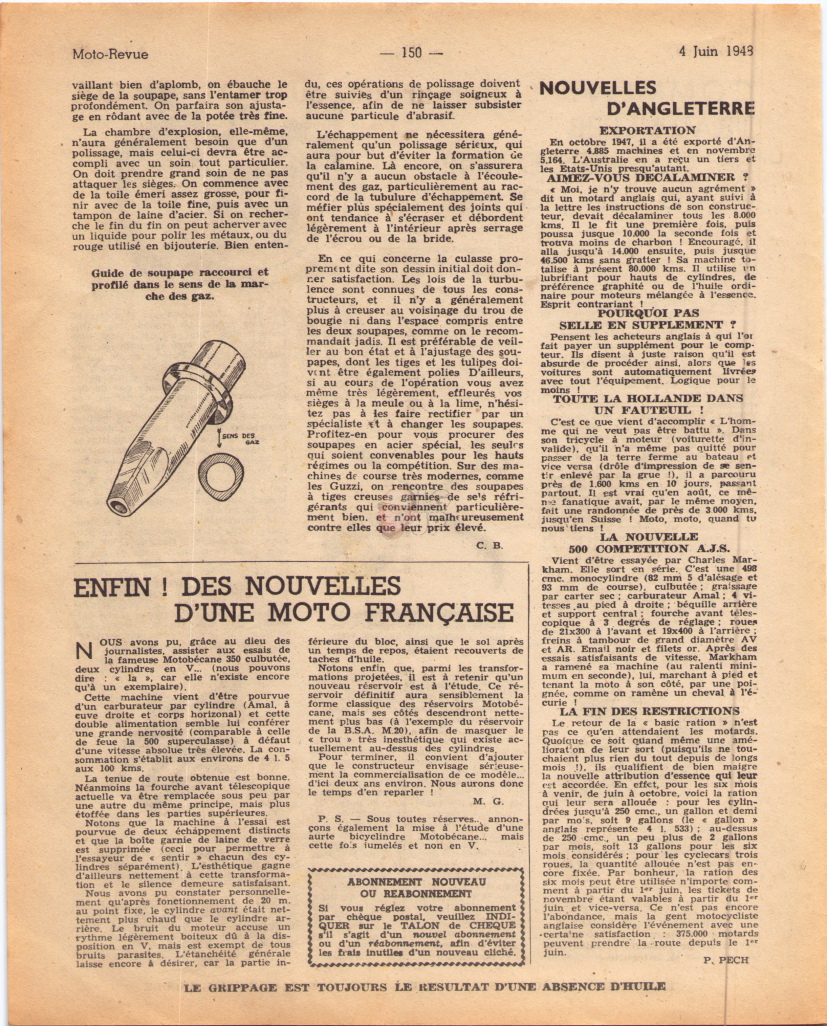 Moto-Revue
— 150 —
4 Juin 1948
vaillant bien d'aplomb, on ébauche le
siège de la soupape, sans l'entamer trop
profondément. On parfaira son ajusta-
ge en rôdant avec de la potée très fine.
La chambre d'explosion, elle-même,
n'aura généralement besoin que d'un
polissage, mais celui-ci devra être ac-
compli avec un soin tout particulier.
On doit prendre grand soin de ne pas
attaquer les sièges. On commence avec
de la toile émeri assez grosse, pour fi-
nir avec de la toile fine, puis avec un
tampon de laine d'acier. Si on recher-
che le fin du fin on peut achever avec
un liquide pour polir les métaux, ou du
rouge utilisé en bijouterie. Bien enten-
Guide de soupape raccourci et
profilé dans le sens de la mar-
che des gaz.
SENS DES
GAZ
du, ces opérations de polissage doivent
être suivies d'un rinçage soigneux à
l'essence, afin de ne laisser subsister
aucune particule d'abrasif.
L'échappement ne nécessitera géné-
ralement qu'un polissage sérieux, qui
aura pour but d'éviter la formation de
la calamine. Là encore, on s'assurera
qu'il n'y a aucun obstacle à l'écoule-
ment des gaz, particulièrement au rac-
cord de la tubulure d'échappement. Se
méfier plus spécialement des joints qui
ont tendance à s'écraser et débordent
légèrement à l'intérieur après serrage
de l'écrou ou de la bride.
En ce qui concerne la culasse pro-
prement dite son dessin initial doit don-
ner satisfaction. Les lois de la turbu-
lence sont connues de tous les cons-
tructeurs, et il n'y a généralement
plus à creuser au voisinage du trou de
bougie ni dans l'espace compris entre
les deux soupapes, comme on le recom-
mandait jadis. Il est préférable de veil-
ler au bon état et à l'ajustage des sou-
papes, dont les tiges et les tulipes doi-
vent être également polies D'ailleurs,
si au cours de l'opération vous avez
même très légèrement, effleurés vos
sièges à la meule ou à la lime, n'hési-
tez pas à les faire rectifier par un
spécialiste et à changer les soupapes.
Profitez-en pour vous procurer des
soupapes en acier spécial, les seules
qui soient convenables pour les hauts
régimes ou la compétition. Sur des ma-
chines de course très modernes, comme
les Guzzi, on rencontre des soupapes
à tiges creuses garnies de sels réfri-
gérants qui conviennent particulière-
ment bien, et n'ont malheureusement
contre elles que leur prix élevé.
C. B.
ENFIN ! DES NOUVELLES
D'UNE MOTO FRANÇAISE
NOUS avons pu, grâce au dieu des
journalistes, assister aux essais de
la fameuse Motobécane 350 culbutée,
deux cylindres en V... (nous pouvons
dire : « la », car elle n'existe encore
qu'à un exemplaire).
Cette machine vient d'être pourvue
d'un carburateur par cylindre (Amal, à
cuve droite et corps horizonal) et cette
double alimentation semble lui conférer
une grande nervosité (comparable à celle
de feue la 500 superculasse) à défaut
d'une vitesse absolue très élevée. La con-
sommation s'établit aux environs de 4 l. 5
aux 100 kms.
La tenue de route obtenue est bonne.
Néanmoins la fourche avant télescopique
actuelle va être remplacée sous peu par
une autre du même principe, mais plus
étoffée dans les parties supérieures.
Notons que la machine à l'essai est
pourvue de deux échappement distincts
et que la boîte garnie de laine de verre
est supprimée (ceci pour permettre à
l'essayeur de « sentir » chacun des cy-
lindres séparément). L'esthétique gagne
d'ailleurs nettement à cette transforma-
tion et le silence demeure satisfaisant.
Nous avons pu constater personnelle-
ment qu'après fonctionnement de 20 m.
au point fixe, le cylindre avant était net-
tement plus chaud que le cylindre ar-
rière. Le bruit du moteur accuse un
rythme légèrement boiteux dû à la dis-
position en V, mais est exempt de tous
bruits parasites. L'étanchéité générale
laisse encore à désirer, car la partie in-
férieure du bloc, ainsi que le sol après
un temps de repos, étaient recouverts de
taches d'huile.
Notons enfin que, parmi les transfor-
mations projetées, il est à retenir qu'un
nouveau réservoir est à l'étude. Ce ré-
servoir définitif aura sensiblement la
forme classique des réservoirs Motobé-
cane, mais ses côtés descendront nette-
ment plus bas (à l'exemple du réservoir
de la B.S.A. M.20), afin de masquer le
« trou » très inesthétique qui existe ac-
tuellement au-dessus des cylindres.
Pour terminer, il convient d'ajouter
que le constructeur envisage sérieuse-
ment la commercialisation de ce modèle...
d'ici deux ans environ. Nous aurons donc
le temps d'en reparler !
M. G.
P. S. — Sous toutes réserves.. annon-
çons également la mise à l'étude d'une
autre bicylindre Motobécane... mais
cette fois jumelés et non en V.
ABONNEMENT NOUVEAU
OU REABONNEMENT
Si vous réglez votre abonnement
par chèque postal, veuillez INDI-
QUER sur le TALON de CHEQUE
s'il s'agit d'un nouvel abonnement
ou d'un réabonnement, afin d'éviter
les frais inutiles d'un nouveau cliché.
NOUVELLES
D'ANGLETERRE
EXPORTATION
En octobre 1947, il a été exporté d'An-
gleterre 4.885 machines et en novembre
5.164. L'Australie en a reçu un tiers et
les Etats-Unis presqu'autant.
AIMEZ-VOUS DECALAMINER ?
« Moi, je n'y trouve aucun agrément »
dit un motard anglais qui, ayant suivi à
la lettre les instructions de son construc-
teur, devait décalaminer tous les 8.000
kms. Il le fit une première fois, puis
poussa jusque 10.000 la seconde fois et
trouva moins de charbon ! Encouragé, il
alla jusqu'à 14.000 ensuite, puis jusque
46.500 kms sans gratter ! Sa machine to-
talise à présent 80.000 kms. Il utilise un
lubrifiant pour hauts de cylindres, de
préférence graphité ou de l'huile ordi-
naire pour moteurs mélangée à l'essence.
Esprit contrariant !
POURQUOI PAS
SELLE EN SUPPLEMENT ?
Pensent les acheteurs anglais à qui l'on
fait payer un supplément pour le comp-
teur. Ils disent à juste raison qu'il est
absurde de procéder ainsi, alors que les
voitures sont automatiquement livrées
avec tout l'équipement. Logique pour le
moins !
TOUTE LA HOLLANDE DANS
UN FAUTEUIL !
C'est ce que vient d'accomplir « L'hom-
me qui ne veut pas être battu ». Dans
son tricycle à moteur (voiturette d'in-
valide), qu'il n'a même pas quitté pour
passer de la terre ferme au bateau et
vice versa (drôle d'impression de se sen-
tir enlevé par la grue !), il a parcouru
près de 1.600 kms en 10 jours, passant
partout. Il est vrai qu'en août, ce mê-
me fanatique avait, par le même moyen,
fait une randonnée de près de 3 000 kms,
jusqu'en Suisse ! Moto, moto, quand tu
nous tiens !
LA NOUVELLE
500 COMPETITION A.J.S.
Vient d'être essayée par Charles Mar-
kham. Elle sort en série. C'est une 498
cmc. monocylindre (82 mm 5 d'alésage et
93 mm de course), culbutée ; graissage
par carter sec ; carburateur Amal ; 4 vi-
tesses au pied à droite ; béquille arrière
et support central ; fourche avant téles-
copique à 3 degrés de réglage ; roues
de 21x300 à l'avant et 19x400 à l'arrière ;
freins à tambour de grand diamètre AV
et AR. Email noir et filets or. Après des
essais satisfaisants de vitesse, Markham
a ramené sa machine (au ralenti mini-
mum en seconde), lui, marchant à pied et
tenant la moto à son côté, par une poi-
gnée, comme on ramène un cheval à l'é-
curie !
LA FIN DES RESTRICTIONS
Le retour de la « basic ration » n'est
pas ce qu'en attendaient les motards.
Quoique ce soit quand même une amé-
lioration de leur sort (puisqu'ils ne tou-
chaient plus rien du tout depuis de longs
mois !), ils qualifient de bien maigre
la nouvelle attribution d'essence qui leur
est accordée. En effet, pour les six mois
à venir, de juin à octobre, voici la ration
qui leur sera allouée : pour les cylin-
drées jusqu'à 250 cmc., un gallon et demi
par mois, soit 9 gallons (le « gallon »
anglais représente 4 l. 533) ; au-dessus
de 250 cmc., un peu plus de 2 gallons
par mois, soit 13 gallons pour les six
mois considérés ; pour les cyclecars trois
roues, la quantité allouée n'est pas en-
core fixée. Par bonheur, la ration des
six mois peut être utilisée n'importe com-
ment à partir du 1er juin, les tickets de
novembre étant valables à partir du 1er
juin et vice-versa. Ce n'est pas encore
l'abondance, mais la gent motocycliste
anglaise considère l'événement avec une
certaine satisfaction : 375.000 motards
peuvent prendre la route depuis le 1er
juin.
P. PECH
LE GRIPPAGE EST TOUJOURS LE RESULTAT D'UNE ABSENCE D'HUILE